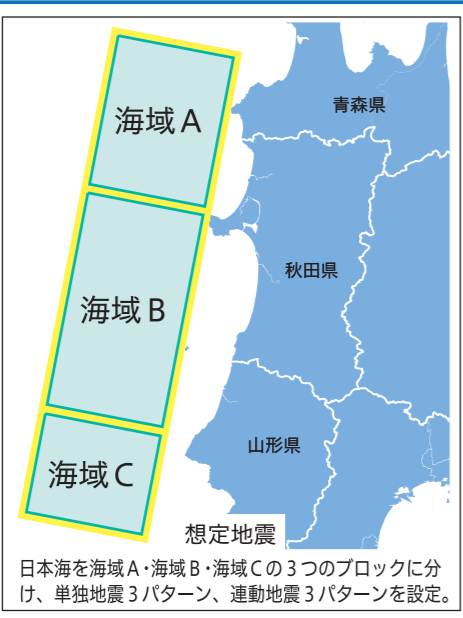 海域A
青森県
秋田県
海域B
山形県
海域C
想定地震
日本海を海域A・海域B・海域Cの3つのブロックに分
け、単独地震3パターン、連動地震3パターンを設定。